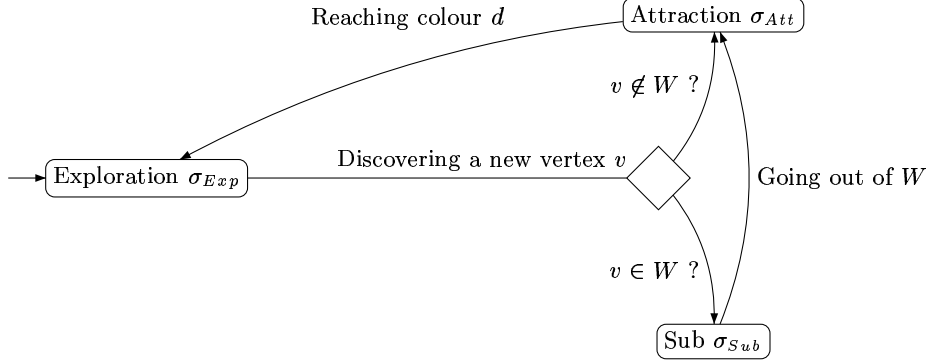 Reaching colour d
Attraction σ_Att
v ∉ W ?
Discovering a new vertex v
Exploration σ_Exp
Going out of W
v ∈ W ?
Sub σ_Sub